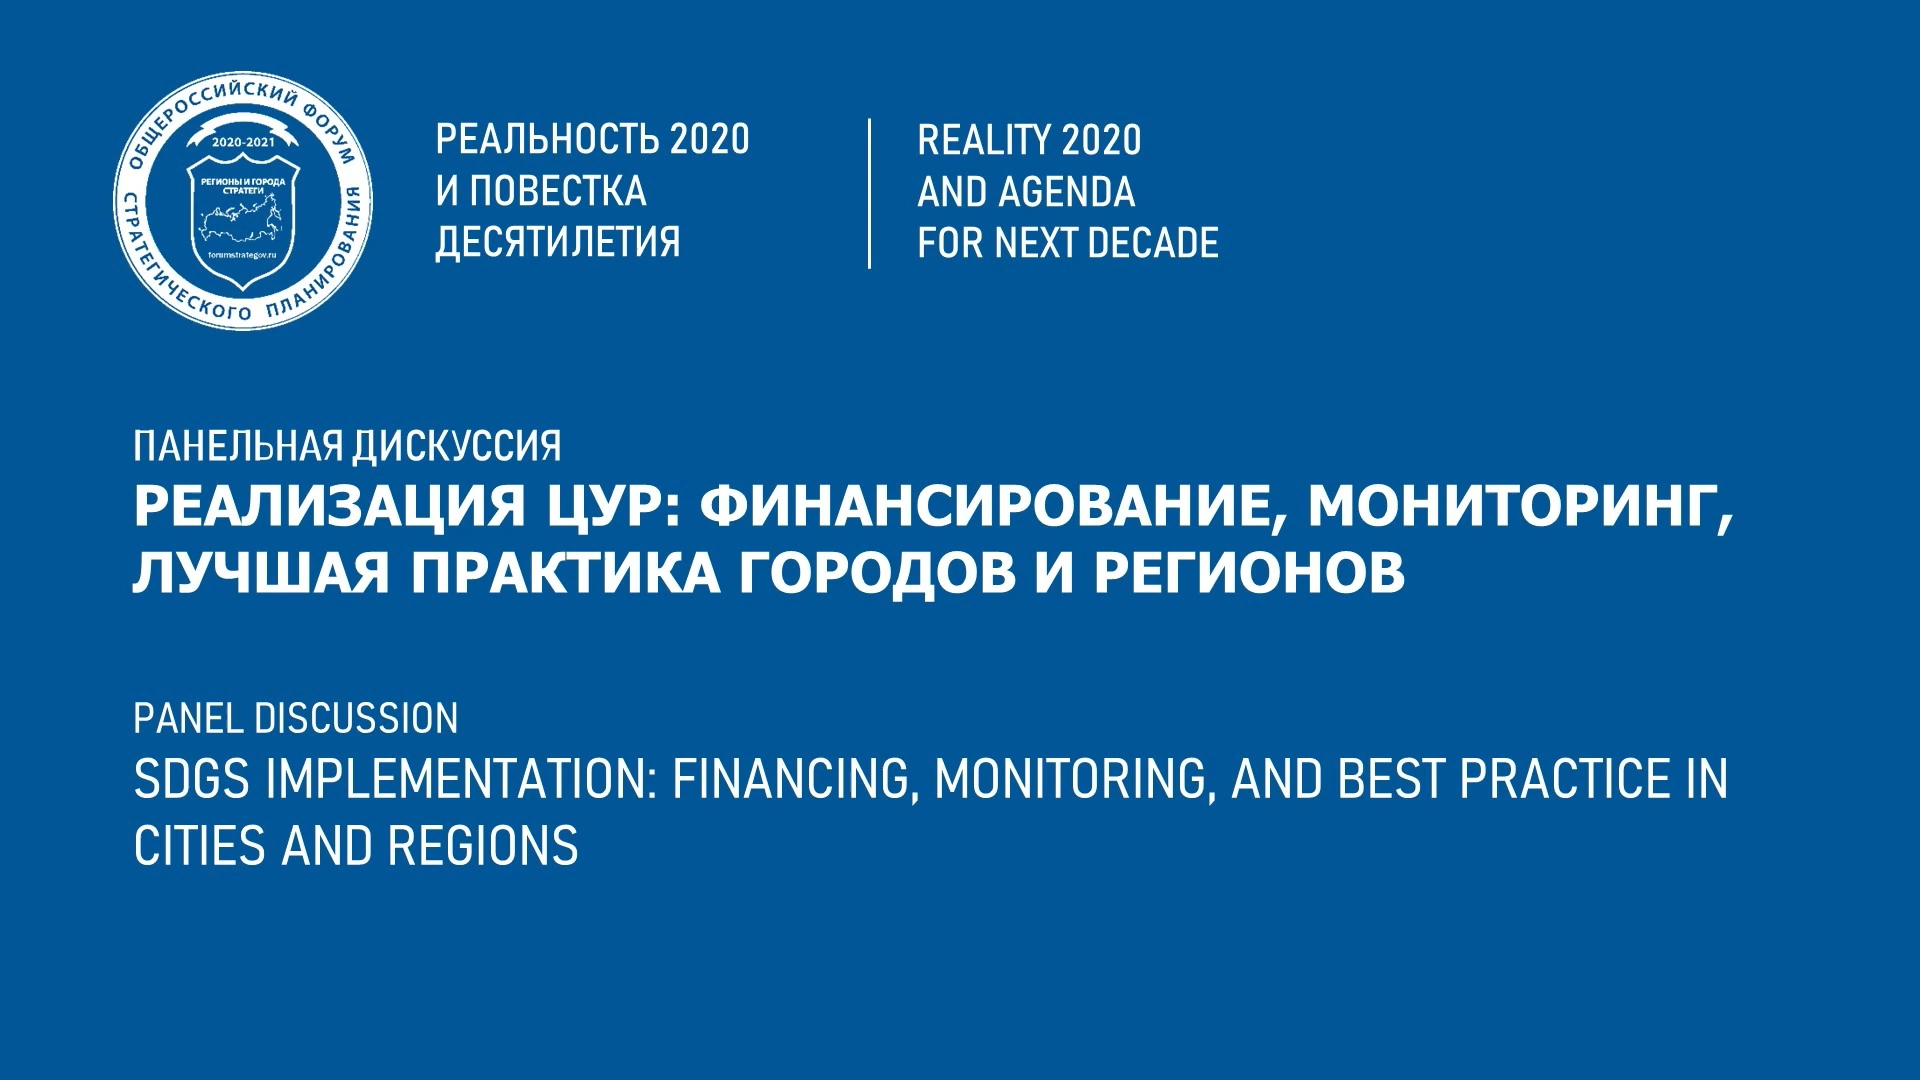 ОБЩЕРОССИЙСКИЙ ФОРУМ
СТРАТЕГИЧЕСКОГО ПЛАНИРОВАНИЯ
2020-2021
РЕГИОНЫ И ГОРОДА
СТРАТЕГИ
forumstrategov.ru
РЕАЛЬНОСТЬ 2020
И ПОВЕСТКА
ДЕСЯТИЛЕТИЯ
REALITY 2020
AND AGENDA
FOR NEXT DECADE
ПАНЕЛЬНАЯ ДИСКУССИЯ
РЕАЛИЗАЦИЯ ЦУР: ФИНАНСИРОВАНИЕ, МОНИТОРИНГ,
ЛУЧШАЯ ПРАКТИКА ГОРОДОВ И РЕГИОНОВ
PANEL DISCUSSION
SDGS IMPLEMENTATION: FINANCING, MONITORING, AND BEST PRACTICE IN
CITIES AND REGIONS